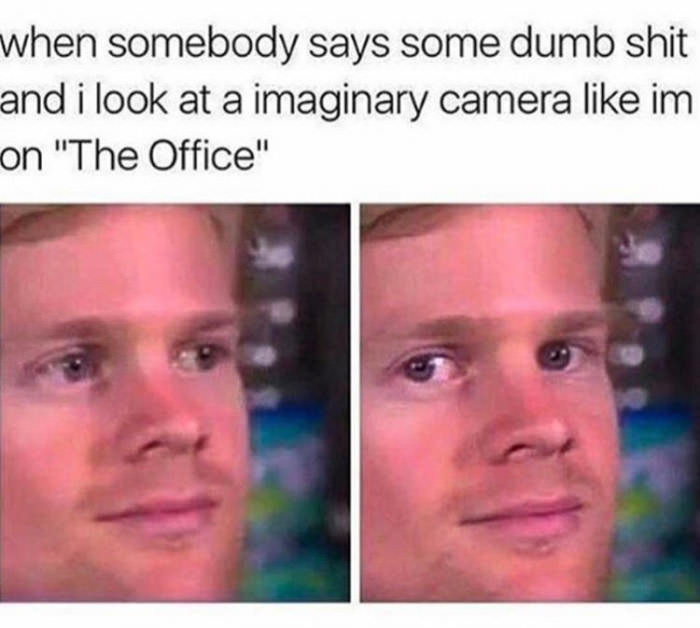 when somebody says some dumb shit
and i look at a imaginary camera like im
on "The Office"